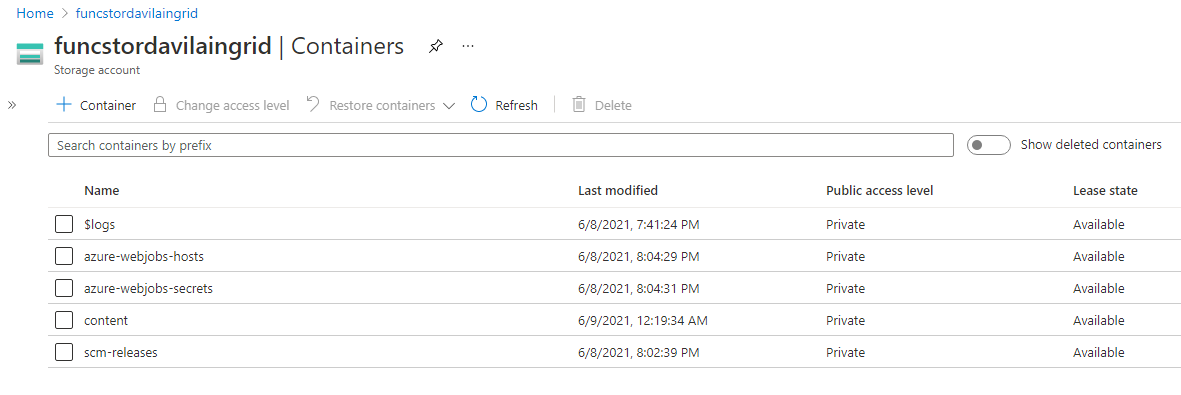 Home > funcstordavilaingrid
funcstordavilaingrid | Containers ...
Storage account
» + Container Change access level Restore containers Refresh Delete
Search containers by prefix Show deleted containers
Name Last modified Public access level Lease state
$logs 6/8/2021, 7:41:24 PM Private Available
azure-webjobs-hosts 6/8/2021, 8:04:29 PM Private Available
azure-webjobs-secrets 6/8/2021, 8:04:31 PM Private Available
content 6/9/2021, 12:19:34 AM Private Available
scm-releases 6/8/2021, 8:02:39 PM Private Available